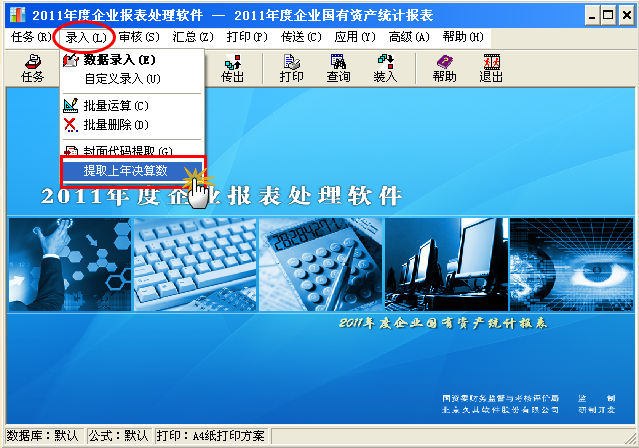 2011年度企业报表处理软件 — 2011年度企业国有资产统计报表
任务(R) 录入(L) 审核(S) 汇总(Z) 打印(P) 传送(C) 应用(Y) 高级(A) 帮助(H)
任务 传出 打印 查询 装入 帮助 退出
数据录入(E)
自定义录入(U)
批量运算(C)
批量删除(D)
封面代码提取(G)
提取上年决算数
2011年度企业报表处理软件
2011年度企业国有资产统计报表
国资委财务监督与考核评价局 监 制
北京久其软件股份有限公司 研制开发
数据库：默认 公式：默认 打印：A4纸打印方案